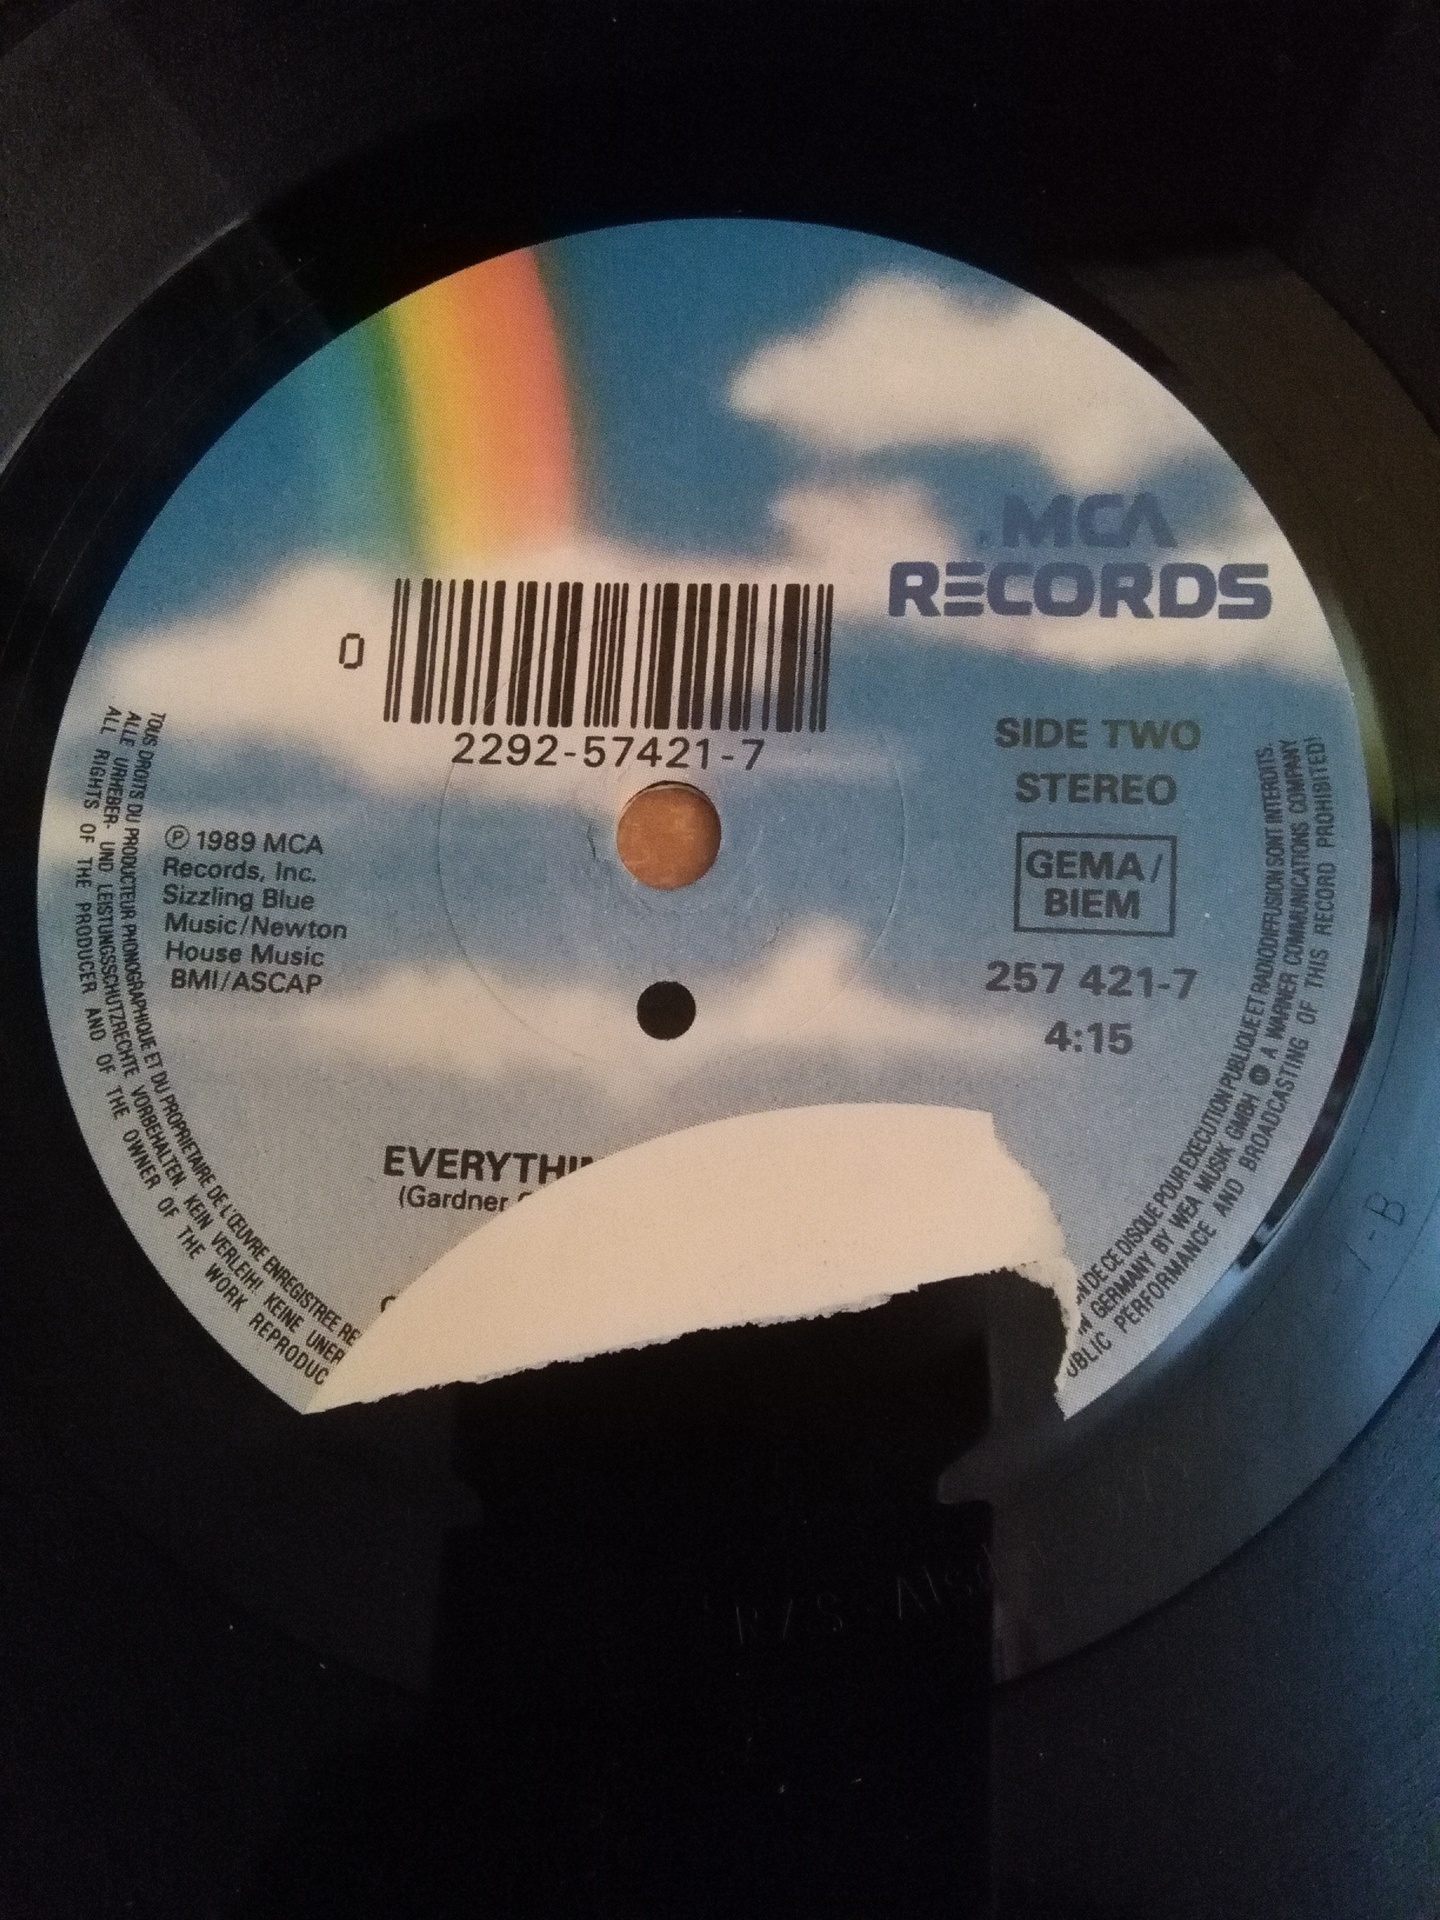 MCA
RECORDS
0
2292-57421-7
SIDE TWO
STEREO
GEMA/
BIEM
257 421-7
4:15
℗ 1989 MCA
Records, Inc.
Sizzling Blue
Music/Newton
House Music
BMI/ASCAP
EVERYTHIN
(Gardner
TOUS DROITS DU PRODUCTEUR PHONOGRAPHIQUE ET DU PROPRIETAIRE DE L'ŒUVRE ENREGISTREE RE
ALLE URHEBER- UND LEISTUNGSSCHUTZRECHTE VORBEHALTEN. KEIN VERLEIH! KEINE UNER
ALL RIGHTS OF THE PRODUCER AND OF THE OWNER OF THE WORK REPRODUC
DE CE DISQUE POUR EXECUTION PUBLIQUE ET RADIODIFFUSION SONT INTERDITS.
IN GERMANY BY WEA MUSIK GMBH A WARNER COMMUNICATIONS COMPANY
UBLIC PERFORMANCE AND BROADCASTING OF THIS RECORD PROHIBITED!
R/S Alsdo
-B